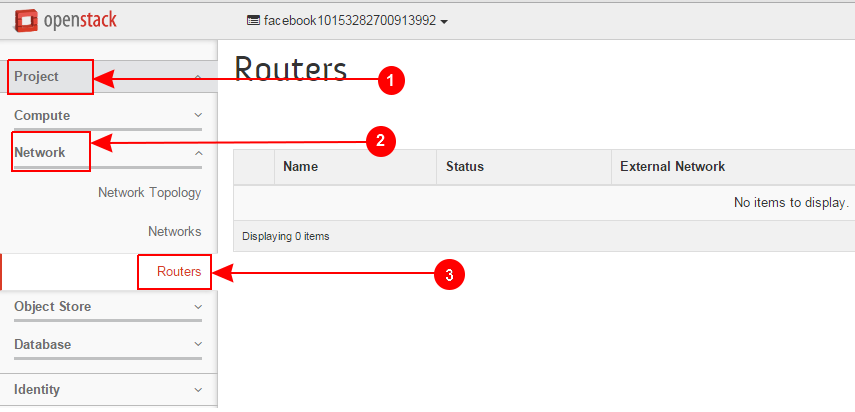 openstack
facebook10153282700913992
Routers
Project
1
Compute
2
Network
Name Status External Network
Network Topology
No items to display.
Networks
Displaying 0 items
Routers
3
Object Store
Database
Identity